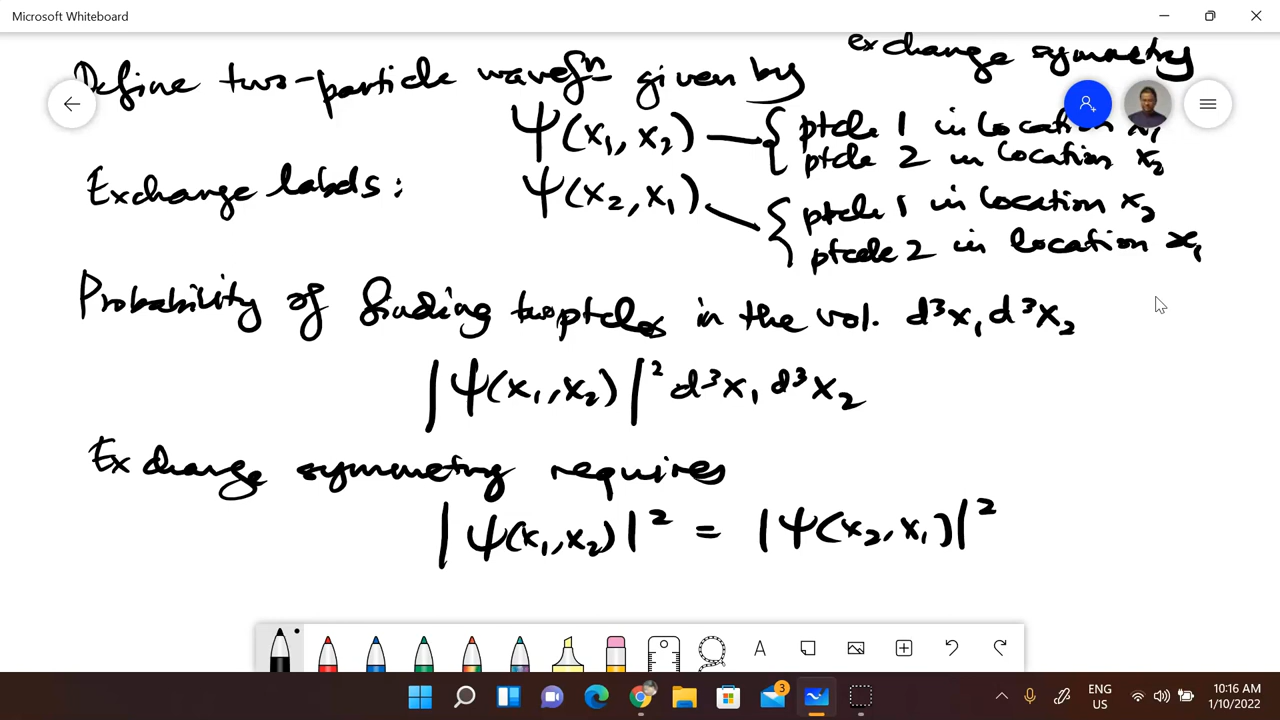 Microsoft Whiteboard
exchange symmetry
Define two-particle wavefn given by
Ψ(x₁, x₂) — { ptcle 1 in location x₁
ptcle 2 in location x₂
Exchange labels: Ψ(x₂, x₁) { ptcle 1 in location x₂
ptcle 2 in location x₁
Probability of finding two ptcles in the vol. d³x₁ d³x₂
|Ψ(x₁, x₂)|² d³x₁ d³x₂
Exchange symmetry requires
|Ψ(x₁, x₂)|² = |Ψ(x₂, x₁)|²
A
3
ENG
US
10:16 AM
1/10/2022